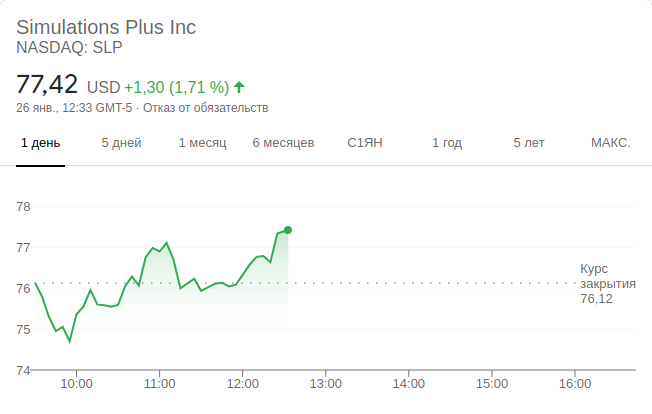 Simulations Plus Inc
NASDAQ: SLP
77,42 USD +1,30 (1,71 %)
26 янв., 12:33 GMT-5 · Отказ от обязательств
1 день 5 дней 1 месяц 6 месяцев С1ЯН 1 год 5 лет МАКС.
78
77
76
75
74
Курс
закрытия
76,12
10:00 11:00 12:00 13:00 14:00 15:00 16:00